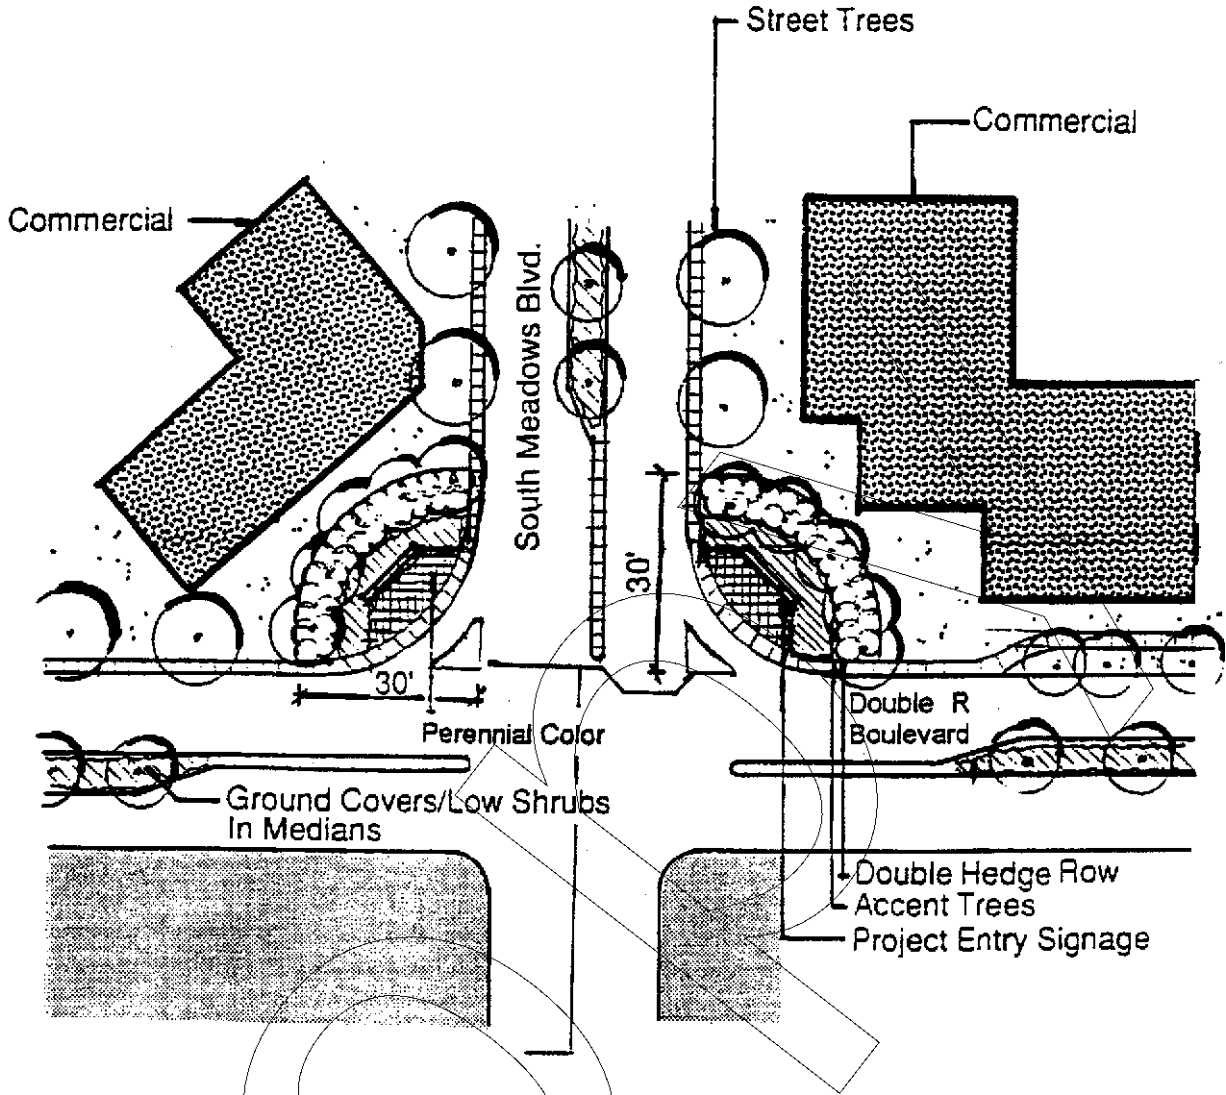 Street Trees
Commercial
Commercial
South Meadows Blvd.
30'
30'
Perennial Color
Double R
Boulevard
Ground Covers/Low Shrubs
In Medians
Double Hedge Row
Accent Trees
Project Entry Signage